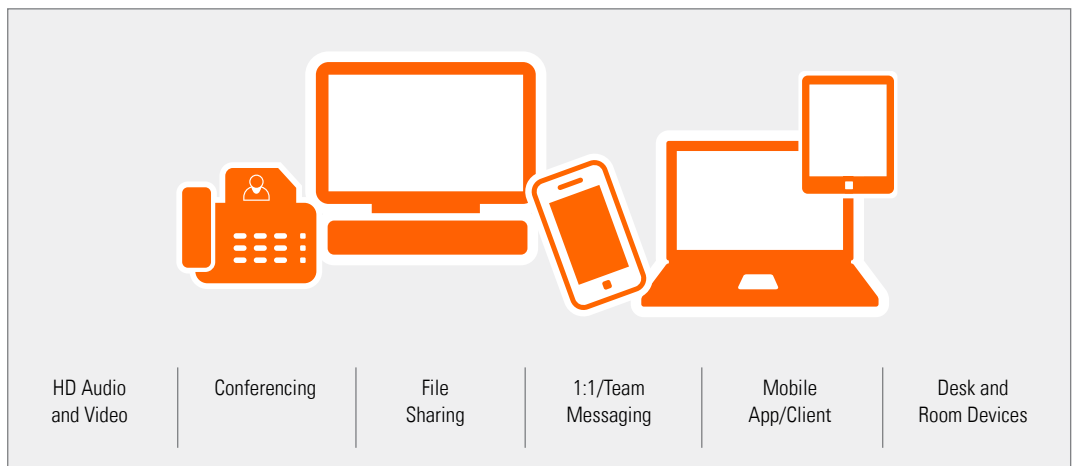 HD Audio
and Video
Conferencing
File
Sharing
1:1/Team
Messaging
Mobile
App/Client
Desk and
Room Devices